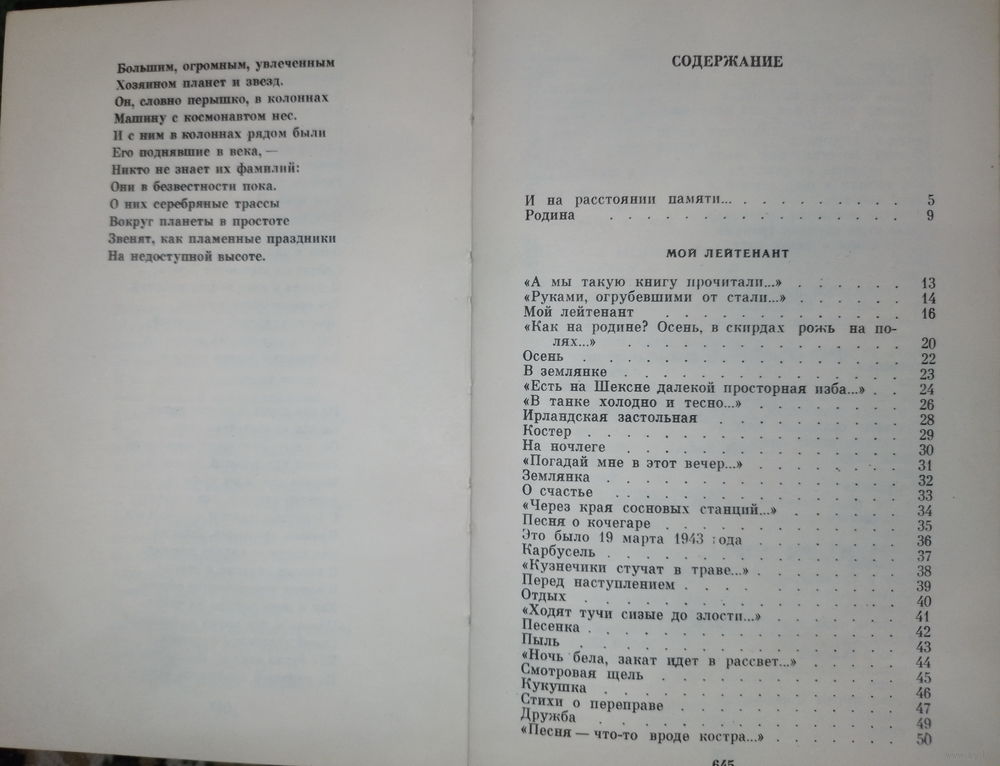 Большим, огромным, увлеченным
Хозяином планет и звезд.
Он, словно перышко, в колоннах
Машину с космонавтом нес.
И с ним в колоннах рядом были
Его поднявшие в века, —
Никто не знает их фамилий:
Они в безвестности пока.
О них серебряные трассы
Вокруг планеты в простоте
Звенят, как пламенные праздники
На недоступной высоте.
СОДЕРЖАНИЕ
И на расстоянии памяти... . . . . . . . . . 5
Родина . . . . . . . . . . . . . . 9
МОЙ ЛЕЙТЕНАНТ
«А мы такую книгу прочитали...» . . . . . . 13
«Руками, огрубевшими от стали...» . . . . . . 14
Мой лейтенант . . . . . . . . . . . 16
«Как на родине? Осень, в скирдах рожь на по-
лях...» . . . . . . . . . . . . . 20
Осень . . . . . . . . . . . . . . 22
В землянке . . . . . . . . . . . . . 23
«Есть на Шексне далекой просторная изба...» . . 24
«В танке холодно и тесно...» . . . . . . . . 26
Ирландская застольная . . . . . . . . . 28
Костер . . . . . . . . . . . . . . 29
На ночлеге . . . . . . . . . . . . . 30
«Погадай мне в этот вечер...» . . . . . . . . 31
Землянка . . . . . . . . . . . . . 32
О счастье . . . . . . . . . . . . . 33
«Через края сосновых станций...» . . . . . . 34
Песня о кочегаре . . . . . . . . . . . 35
Это было 19 марта 1943 года . . . . . . . . 36
Карбусель . . . . . . . . . . . . . 37
«Кузнечики стучат в траве...» . . . . . . . . 38
Перед наступлением . . . . . . . . . . 39
Отдых . . . . . . . . . . . . . . 40
«Ходят тучи сизые до злости...» . . . . . . . 41
Песенка . . . . . . . . . . . . . . 42
Пыль . . . . . . . . . . . . . . 43
«Ночь бела, закат идет в рассвет...» . . . . . 44
Смотровая щель . . . . . . . . . . . 45
Кукушка . . . . . . . . . . . . . 46
Стихи о переправе . . . . . . . . . . 47
Дружба . . . . . . . . . . . . . . 49
«Песня — что-то вроде костра...» . . . . . . . 50
645